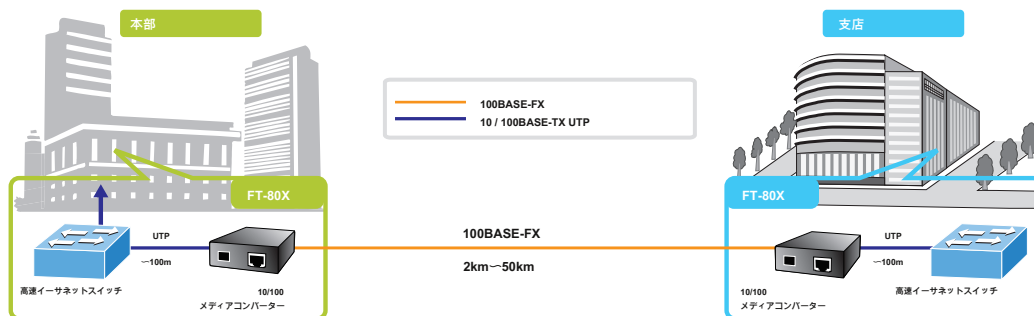 本部
支店
100BASE-FX
10 / 100BASE-TX UTP
FT-80X
FT-80X
UTP
〜100m
100BASE-FX
2km〜50km
UTP
〜100m
高速イーサネットスイッチ
10/100
メディアコンバーター
10/100
メディアコンバーター
高速イーサネットスイッチ